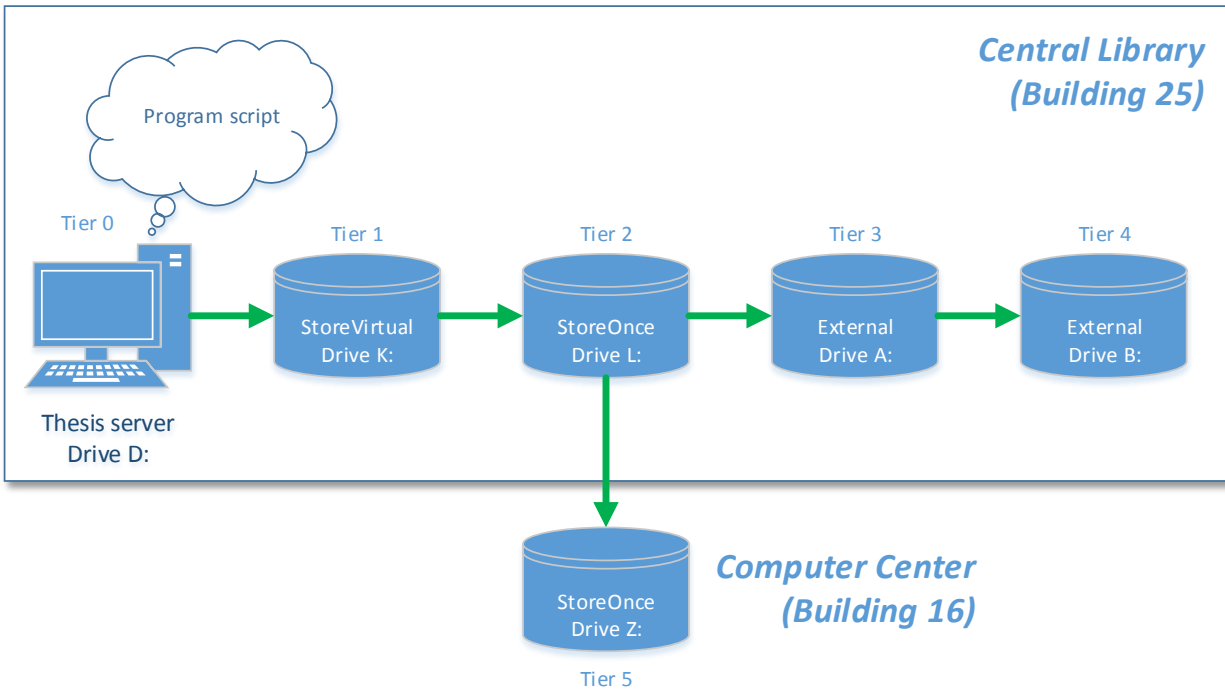 Central Library
(Building 25)
Program script
Tier 0
Tier 1
Tier 2
Tier 3
Tier 4
StoreVirtual
Drive K:
StoreOnce
Drive L:
External
Drive A:
External
Drive B:
Thesis server
Drive D:
Computer Center
(Building 16)
StoreOnce
Drive Z:
Tier 5